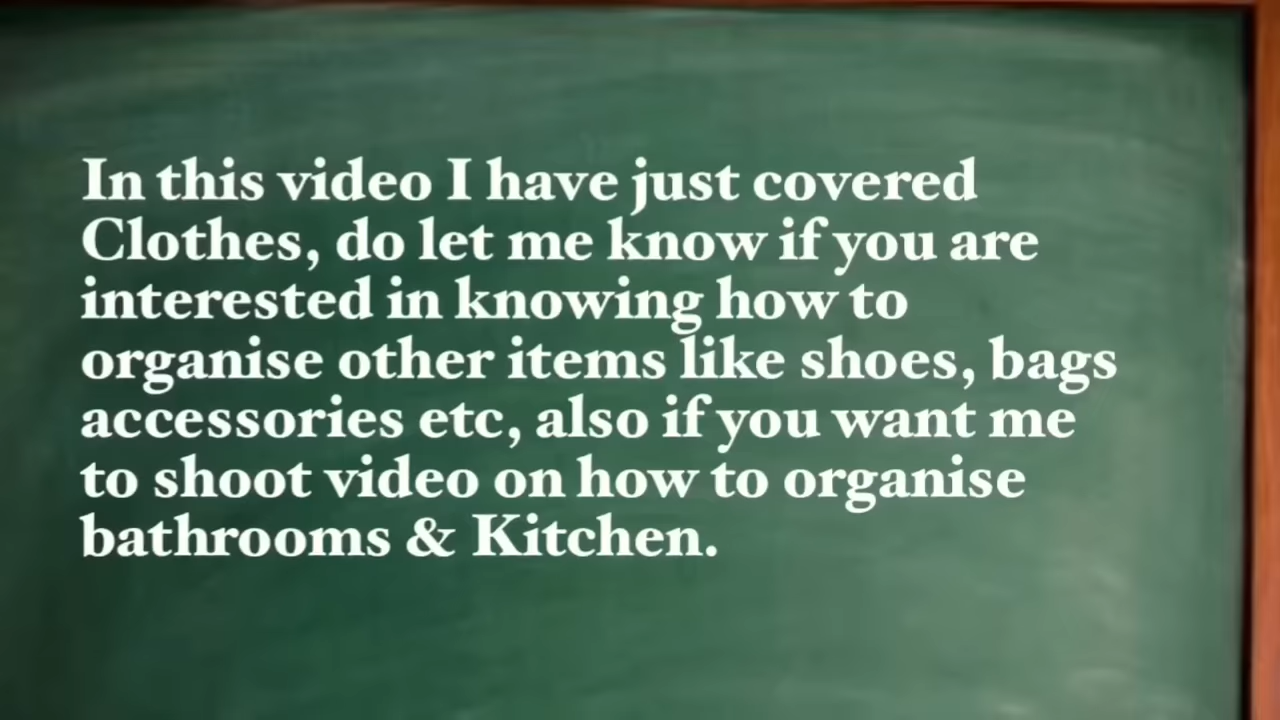 In this video I have just covered
Clothes, do let me know if you are
interested in knowing how to
organise other items like shoes, bags
accessories etc, also if you want me
to shoot video on how to organise
bathrooms & Kitchen.